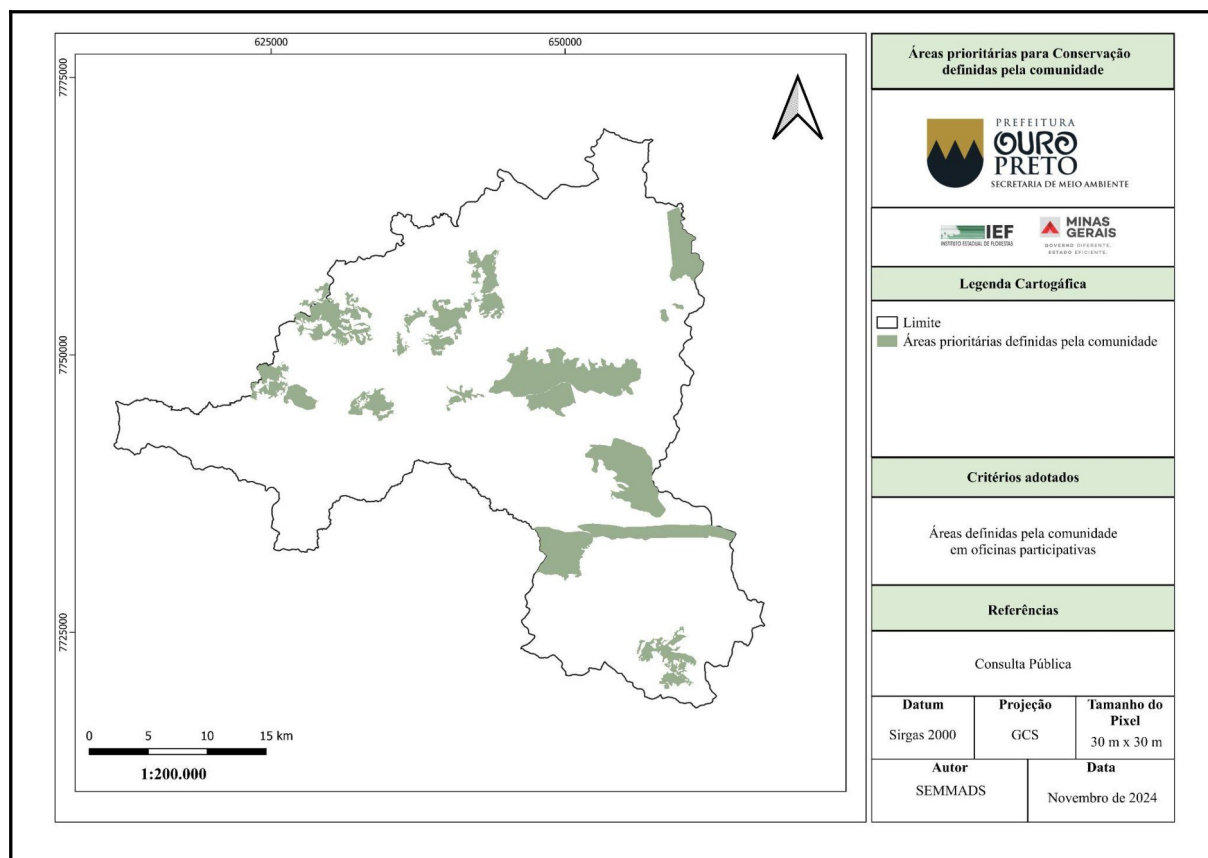 625000
650000
7775000
7750000
7725000
0 5 10 15 km
1:200.000
Áreas prioritárias para Conservação
definidas pela comunidade
PREFEITURA
OURO
PRETO
SECRETARIA DE MEIO AMBIENTE
IEF
INSTITUTO ESTADUAL DE FLORESTAS
MINAS
GERAIS
GOVERNO DIFERENTE.
ESTADO EFICIENTE.
Legenda Cartogáfica
Limite
Áreas prioritárias definidas pela comunidade
Critérios adotados
Áreas definidas pela comunidade
em oficinas participativas
Referências
Consulta Pública
Datum
Sirgas 2000
Projeção
GCS
Tamanho do
Pixel
30 m x 30 m
Autor
SEMMADS
Data
Novembro de 2024